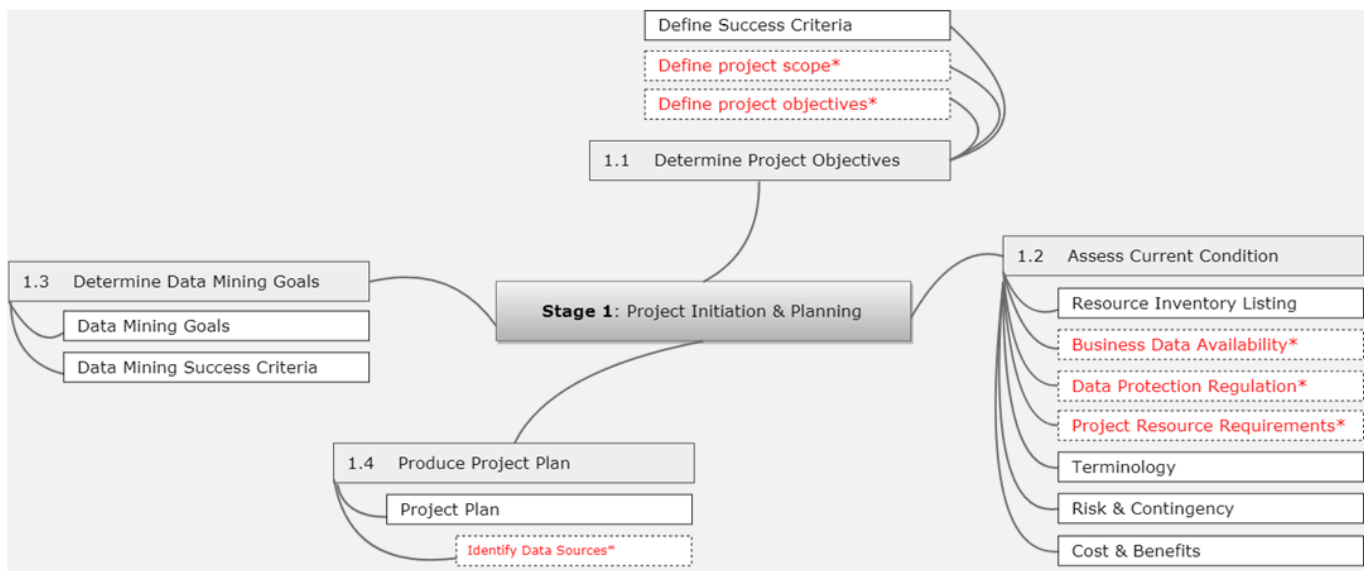 Define Success Criteria
Define project scope*
Define project objectives*
1.1 Determine Project Objectives
1.2 Assess Current Condition
Resource Inventory Listing
Business Data Availability*
Data Protection Regulation*
Project Resource Requirements*
Terminology
Risk & Contingency
Cost & Benefits
1.3 Determine Data Mining Goals
Data Mining Goals
Data Mining Success Criteria
Stage 1: Project Initiation & Planning
1.4 Produce Project Plan
Project Plan
Identify Data Sources*